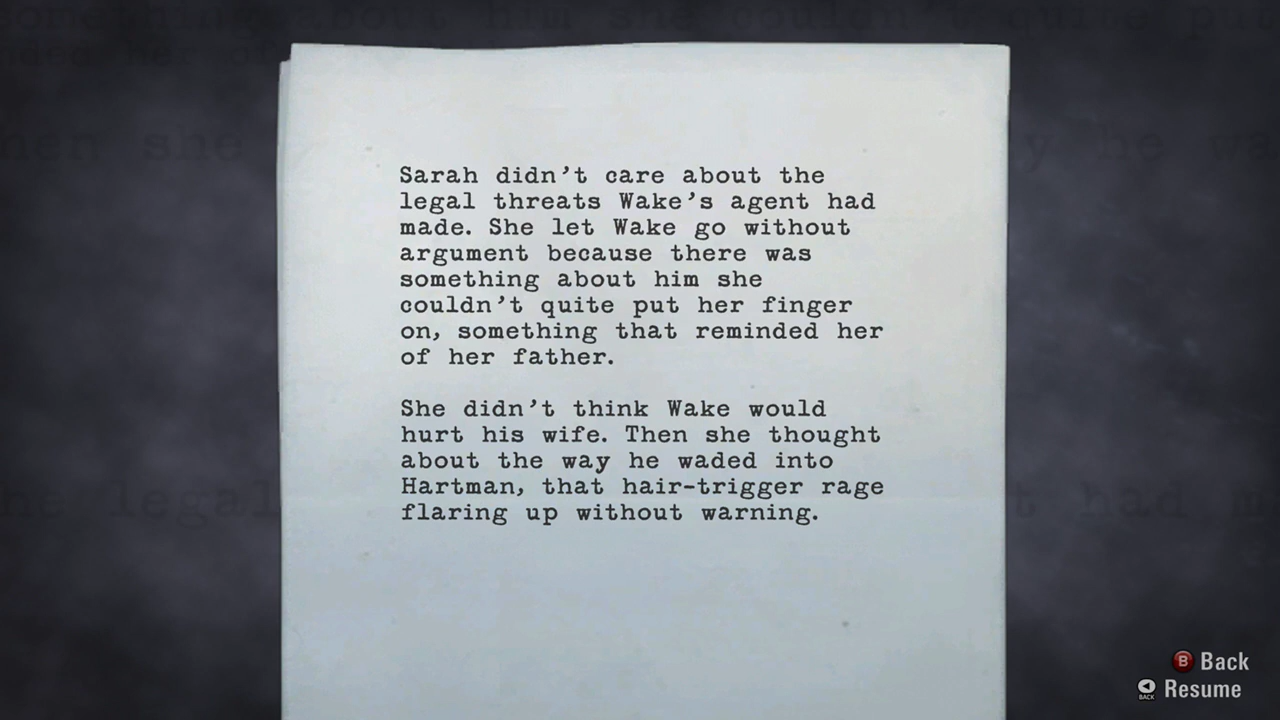 Sarah didn’t care about the
legal threats Wake’s agent had
made. She let Wake go without
argument because there was
something about him she
couldn’t quite put her finger
on, something that reminded her
of her father.
She didn’t think Wake would
hurt his wife. Then she thought
about the way he waded into
Hartman, that hair-trigger rage
flaring up without warning.
B Back
BACK Resume